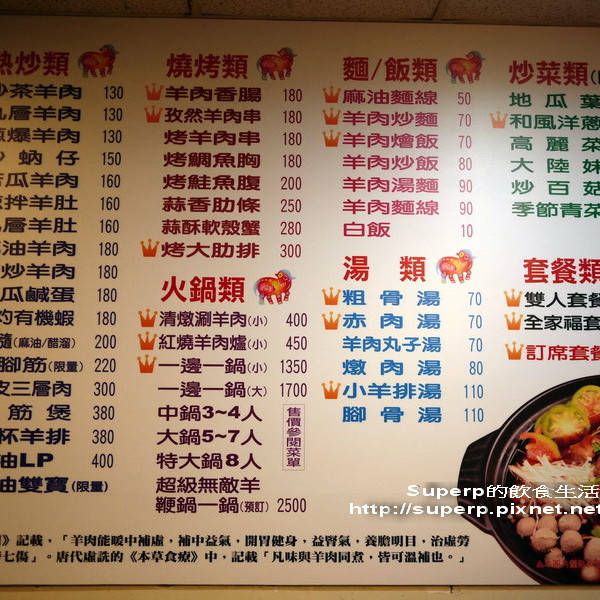 熱炒類
炒茶羊肉 130
九層羊肉 130
蔥爆羊肉 130
炒蚋仔 150
苦瓜羊肉 160
涼拌羊肚 160
九層羊肚 160
麻油羊肉 160
炒羊肉 160
瓜鹹蛋 180
灼有機蝦 180
隨(麻油/醋溜) 200
腳筋(限量) 220
皮三層肉 300
筋煲 380
杯羊排 380
油LP 400
油雙寶(限量)
燒烤類
羊肉香腸 180
孜然羊肉串 180
烤羊肉串 180
烤鯛魚胸 180
烤鮭魚腹 200
蒜香肋條 250
蒜酥軟殼蟹 280
烤大肋排 300
火鍋類
清燉涮羊肉(小) 400
紅燒羊肉爐(小) 450
一邊一鍋(小) 1350
一邊一鍋(大) 1700
中鍋3~4人
大鍋5~7人
特大鍋8人
售價參閱菜單
超級無敵羊
鞭鍋一鍋(預訂) 2500
麵/飯類
麻油麵線 50
羊肉炒麵 70
羊肉燴飯 70
羊肉炒飯 80
羊肉湯麵 90
羊肉麵線 90
白飯 10
湯類
粗骨湯 70
赤肉湯 70
羊肉丸子湯 70
燉肉湯 80
小羊排湯 110
腳骨湯 110
炒菜類
地瓜葉
和風洋蔥
高麗菜
大陸妹
炒百菇
季節青菜
套餐類
雙人套餐
全家福套
訂席套餐
》記載,「羊肉能暖中補虛,補中益氣,開胃健身,益腎氣,養膽明目,治虛勞
七傷」。唐代虛詵的《本草食療》中,記載「凡味與羊肉同煮,皆可溫補也。」
Superp的飲食生活
http://superp.pixnet.ne